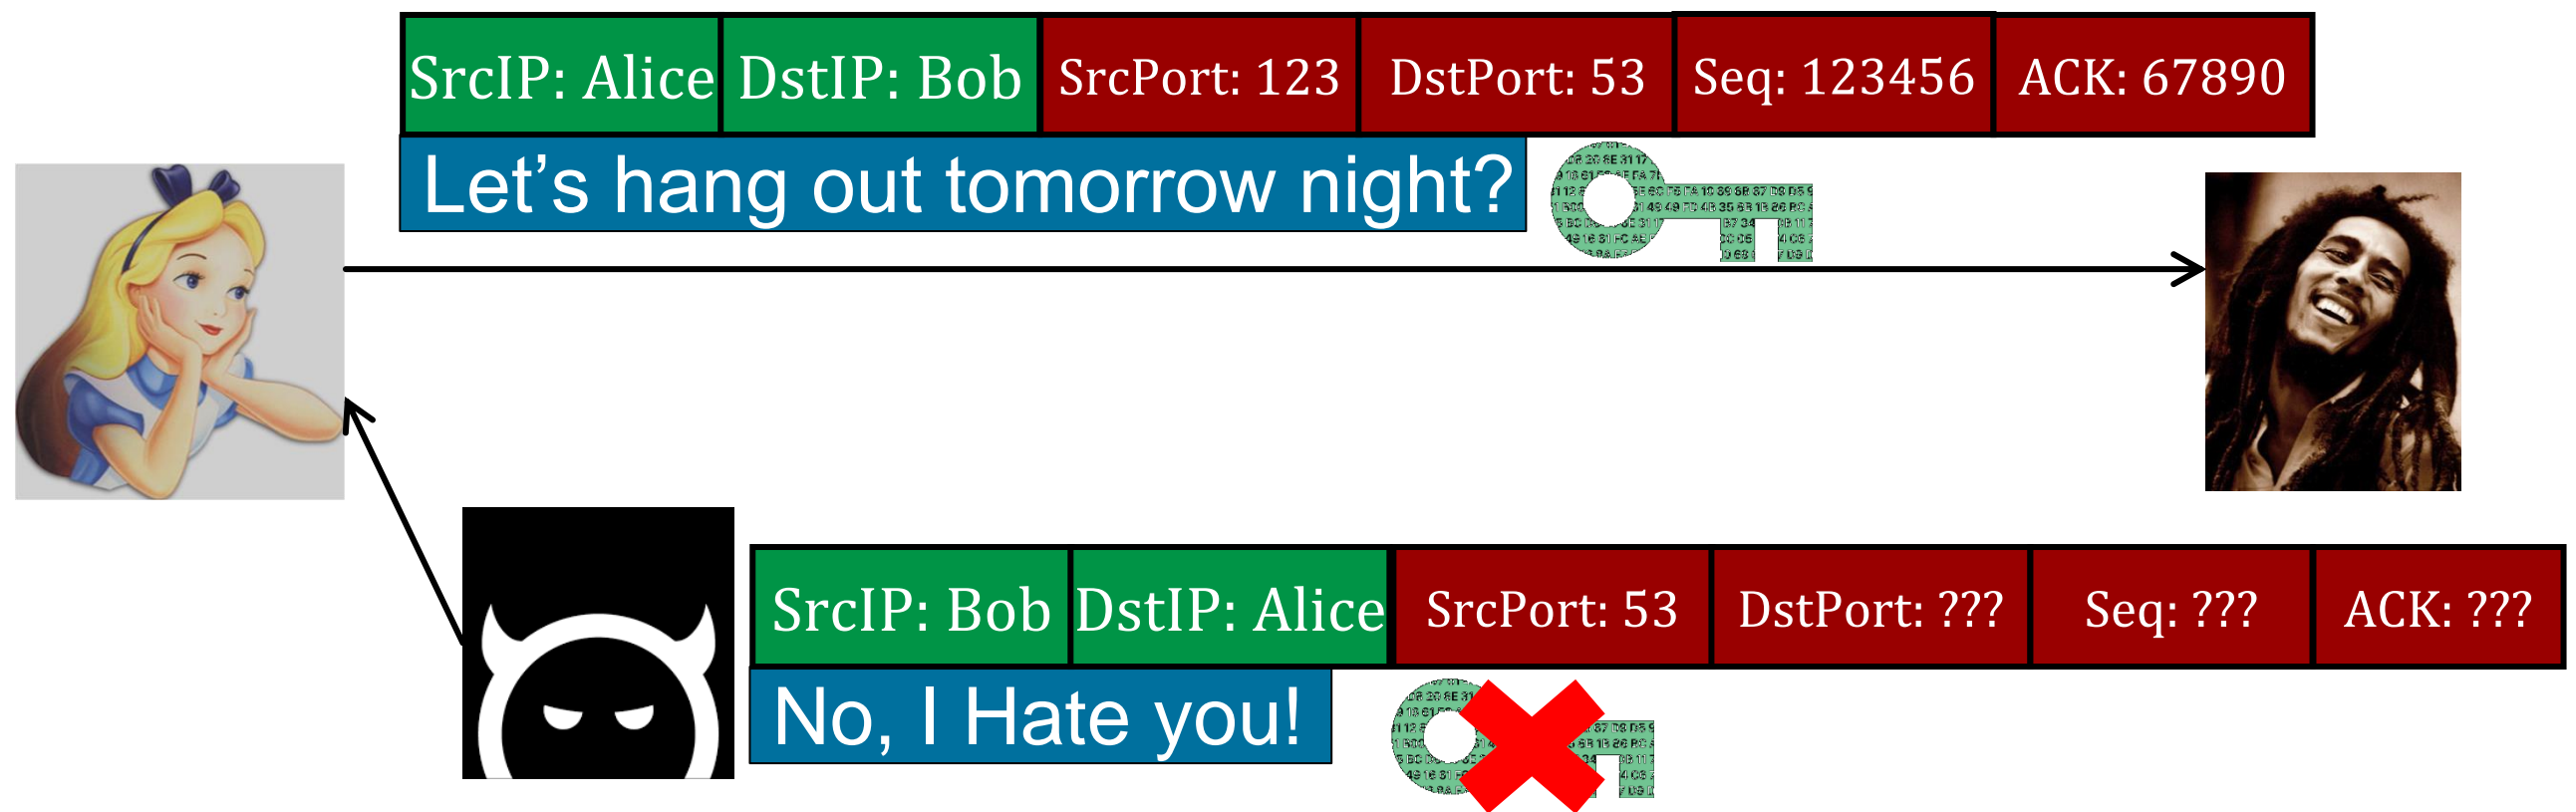 SrcIP: Alice DstIP: Bob SrcPort: 123 DstPort: 53 Seq: 123456 ACK: 67890
Let’s hang out tomorrow night?
SrcIP: Bob DstIP: Alice SrcPort: 53 DstPort: ??? Seq: ??? ACK: ???
No, I Hate you!